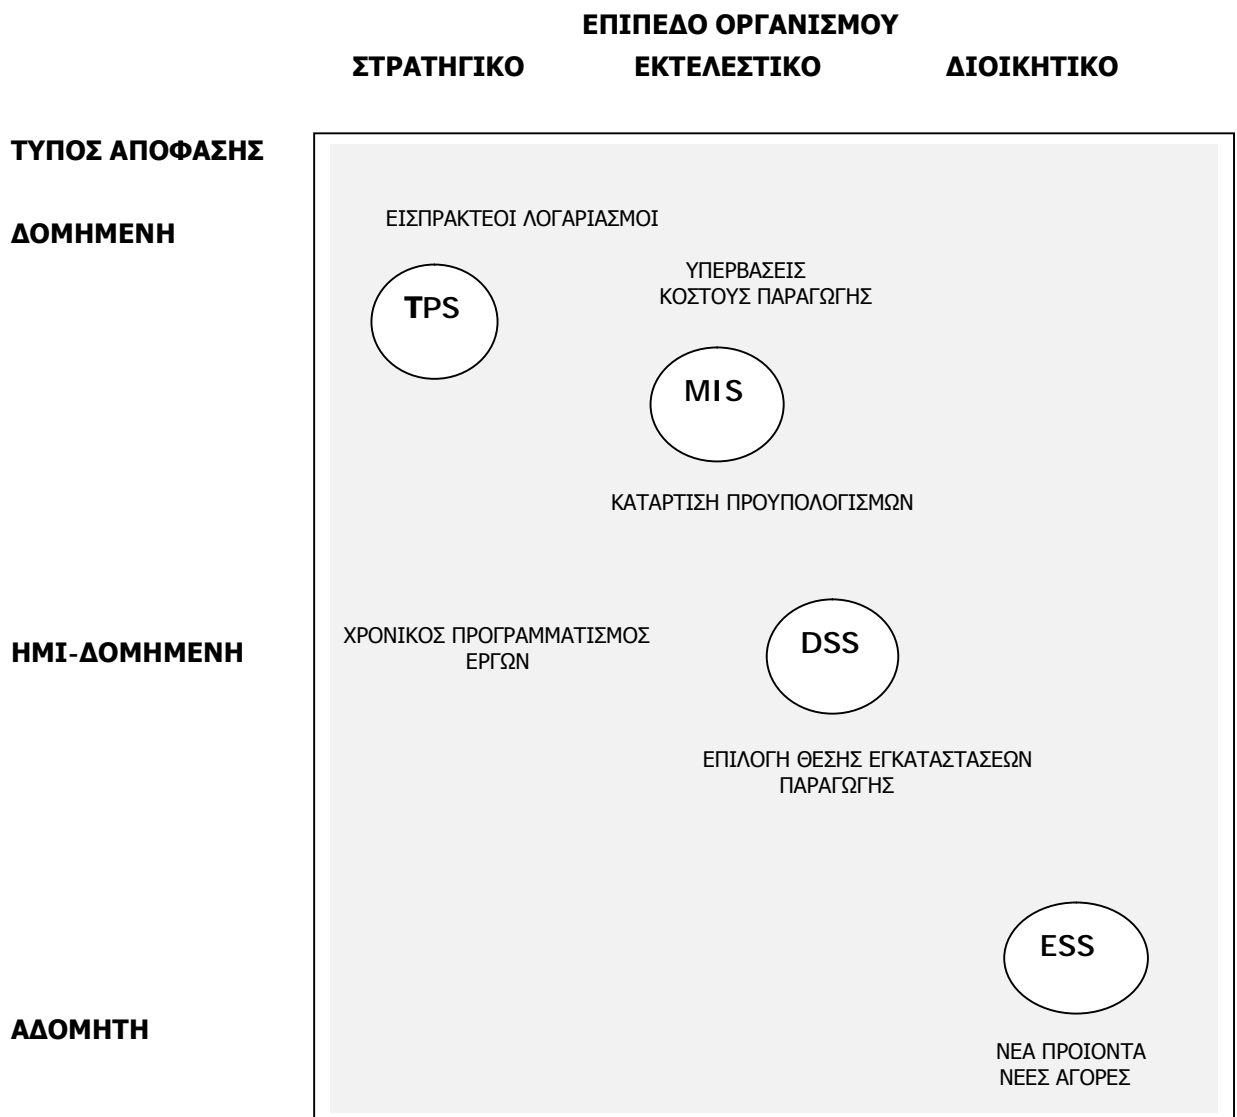 ΕΠΙΠΕΔΟ ΟΡΓΑΝΙΣΜΟΥ
ΣΤΡΑΤΗΓΙΚΟ ΕΚΤΕΛΕΣΤΙΚΟ ΔΙΟΙΚΗΤΙΚΟ
ΤΥΠΟΣ ΑΠΟΦΑΣΗΣ
ΔΟΜΗΜΕΝΗ
ΕΙΣΠΡΑΚΤΕΟΙ ΛΟΓΑΡΙΑΣΜΟΙ
TPS
ΥΠΕΡΒΑΣΕΙΣ
ΚΟΣΤΟΥΣ ΠΑΡΑΓΩΓΗΣ
MIS
ΚΑΤΑΡΤΙΣΗ ΠΡΟΥΠΟΛΟΓΙΣΜΩΝ
ΗΜΙ-ΔΟΜΗΜΕΝΗ
ΧΡΟΝΙΚΟΣ ΠΡΟΓΡΑΜΜΑΤΙΣΜΟΣ
ΕΡΓΩΝ
DSS
ΕΠΙΛΟΓΗ ΘΕΣΗΣ ΕΓΚΑΤΑΣΤΑΣΕΩΝ
ΠΑΡΑΓΩΓΗΣ
ESS
ΑΔΟΜΗΤΗ
ΝΕΑ ΠΡΟΙΟΝΤΑ
ΝΕΕΣ ΑΓΟΡΕΣ